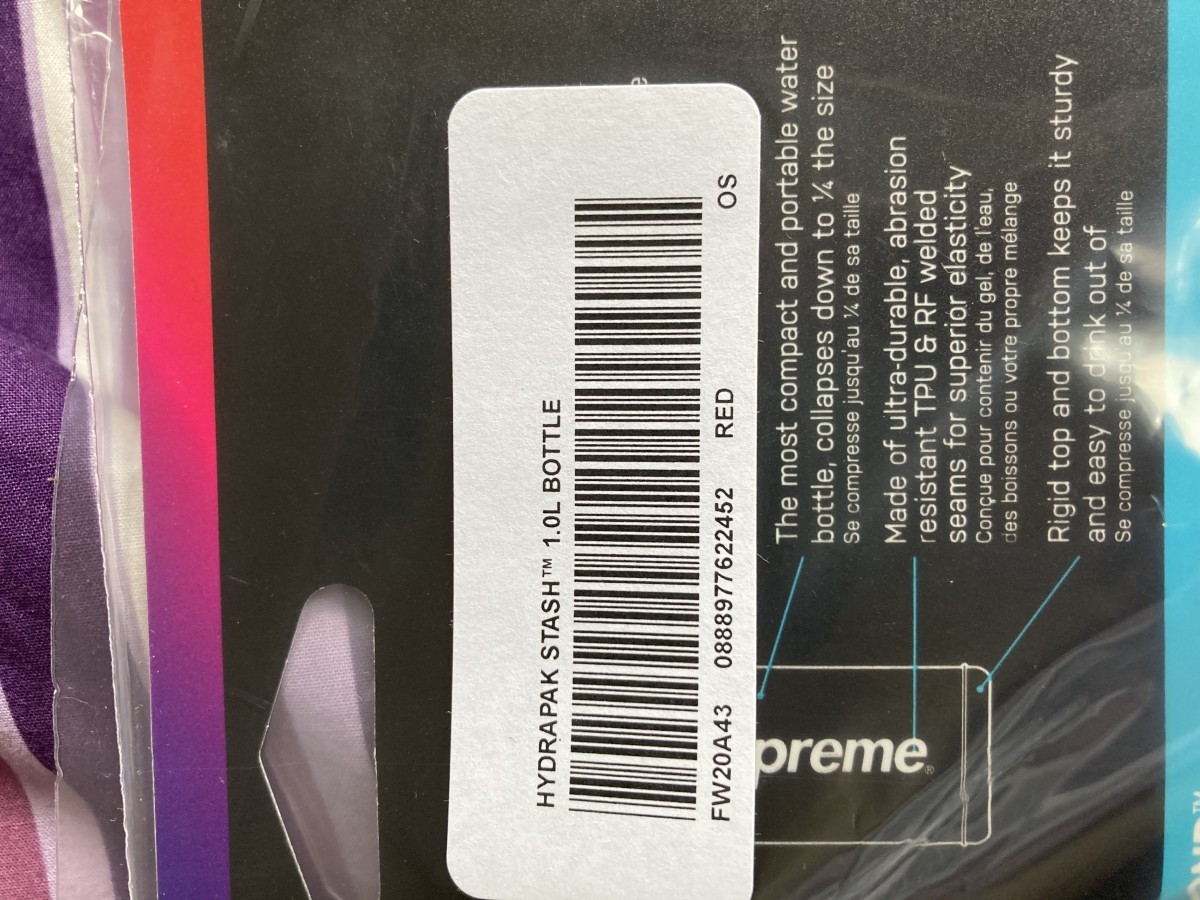 HYDRAPAK STASH™ 1.0L BOTTLE
FW20A43 0888977622452 RED OS
The most compact and portable water
bottle, collapses down to ¼ the size
Se compresse jusqu'au ¼ de sa taille
Made of ultra-durable, abrasion
resistant TPU & RF welded
seams for superior elasticity
Conçue pour contenir du gel, de l'eau,
des boissons ou votre propre mélange
Rigid top and bottom keeps it sturdy
and easy to drink out of
Se compresse jusqu'au ¼ de sa taille
preme®